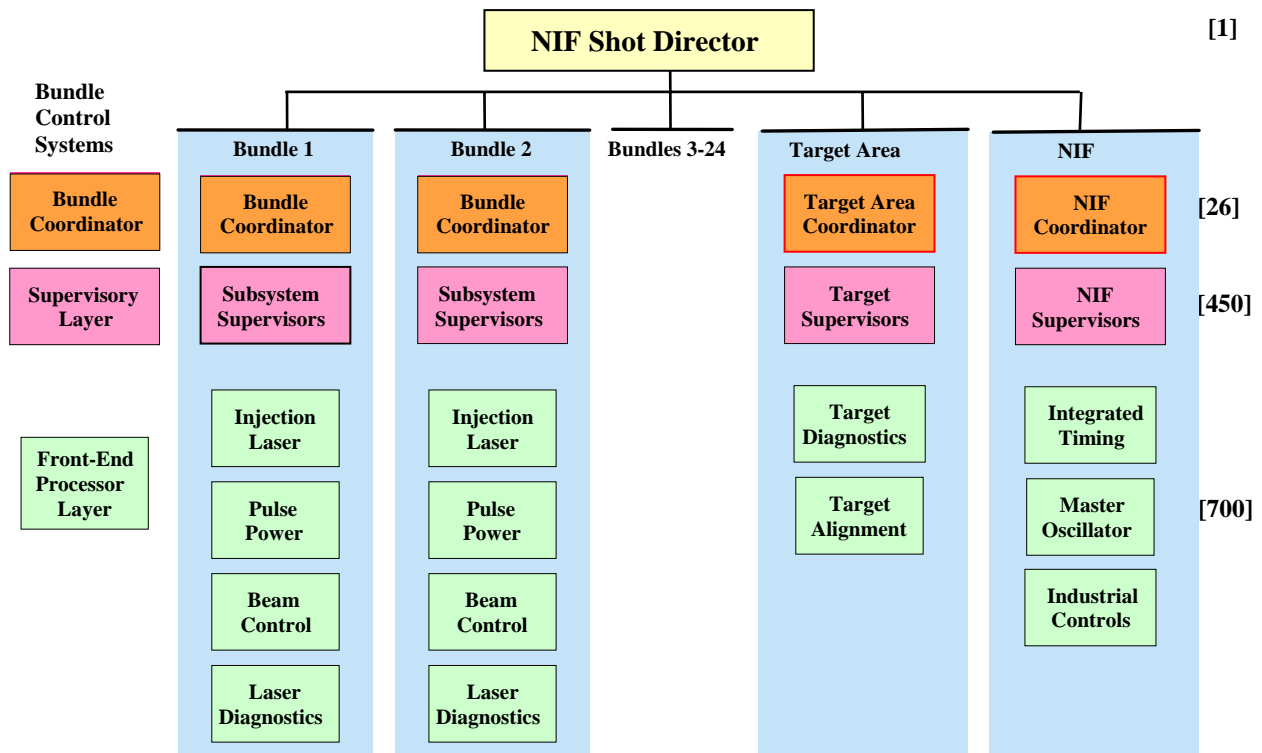 NIF Shot Director
[1]
Bundle
Control
Systems
Bundle 1
Bundle 2
Bundles 3-24
Target Area
NIF
Bundle
Coordinator
Bundle
Coordinator
Bundle
Coordinator
Target Area
Coordinator
NIF
Coordinator
[26]
Supervisory
Layer
Subsystem
Supervisors
Subsystem
Supervisors
Target
Supervisors
NIF
Supervisors
[450]
Front-End
Processor
Layer
Injection
Laser
Injection
Laser
Target
Diagnostics
Integrated
Timing
Pulse
Power
Pulse
Power
Target
Alignment
Master
Oscillator
[700]
Beam
Control
Beam
Control
Industrial
Controls
Laser
Diagnostics
Laser
Diagnostics